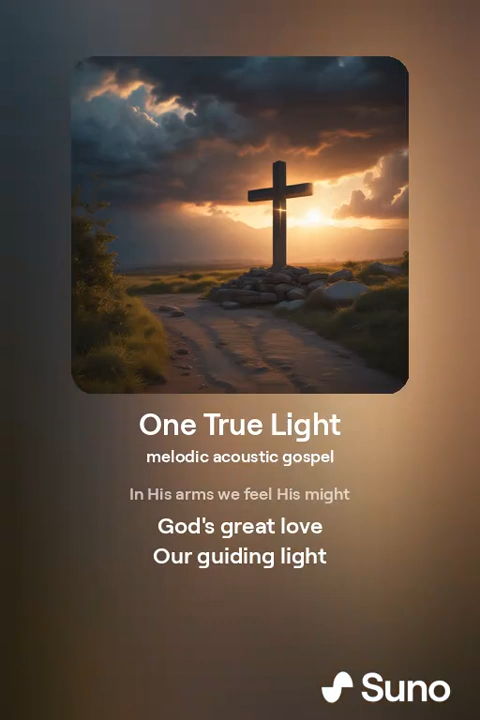 One True Light
melodic acoustic gospel
In His arms we feel His might
God's great love
Our guiding light
Suno